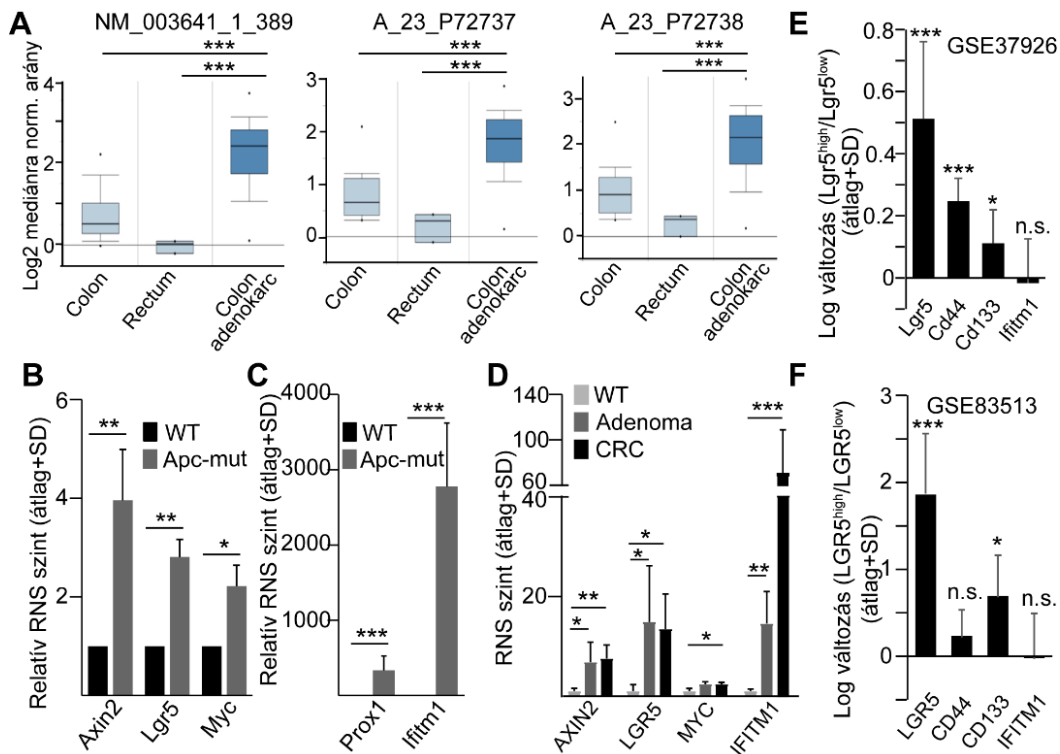 A
NM_003641_1_389
***
***
Log2 mediánra norm. arány
4
2
0
Colon
Rectum
Colon
adenokarc
A_23_P72737
***
***
3
2
1
0
Colon
Rectum
Colon
adenokarc
A_23_P72738
***
***
3
2
1
0
Colon
Rectum
Colon
adenokarc
E
GSE37926
Log változás (Lgr5high/Lgr5low)
(átlag+SD)
0.8
0.6
0.4
0.2
0
***
***
*
n.s.
Lgr5
Cd44
Cd133
Ifitm1
B
Relatív RNS szint (átlag+SD)
6
4
2
WT
Apc-mut
**
**
*
Axin2
Lgr5
Myc
C
Relatív RNS szint (átlag+SD)
4000
3000
2000
1000
WT
Apc-mut
***
***
Prox1
Ifitm1
D
RNS szint (átlag+SD)
140
100
60
40
20
WT
Adenoma
CRC
**
*
*
*
*
***
**
AXIN2
LGR5
MYC
IFITM1
F
GSE83513
Log változás (LGR5high/LGR5low)
(átlag+SD)
3
2
1
0
***
n.s.
*
n.s.
LGR5
CD44
CD133
IFITM1